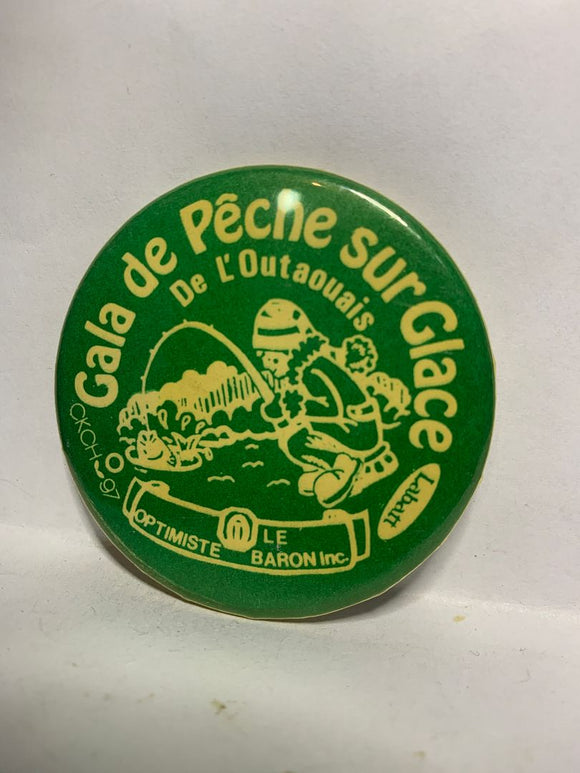 Gala de Pêche sur Glace
De L'Outaouais
CKCH 97
Labatt
OPTIMISTE LE
BARON Inc.